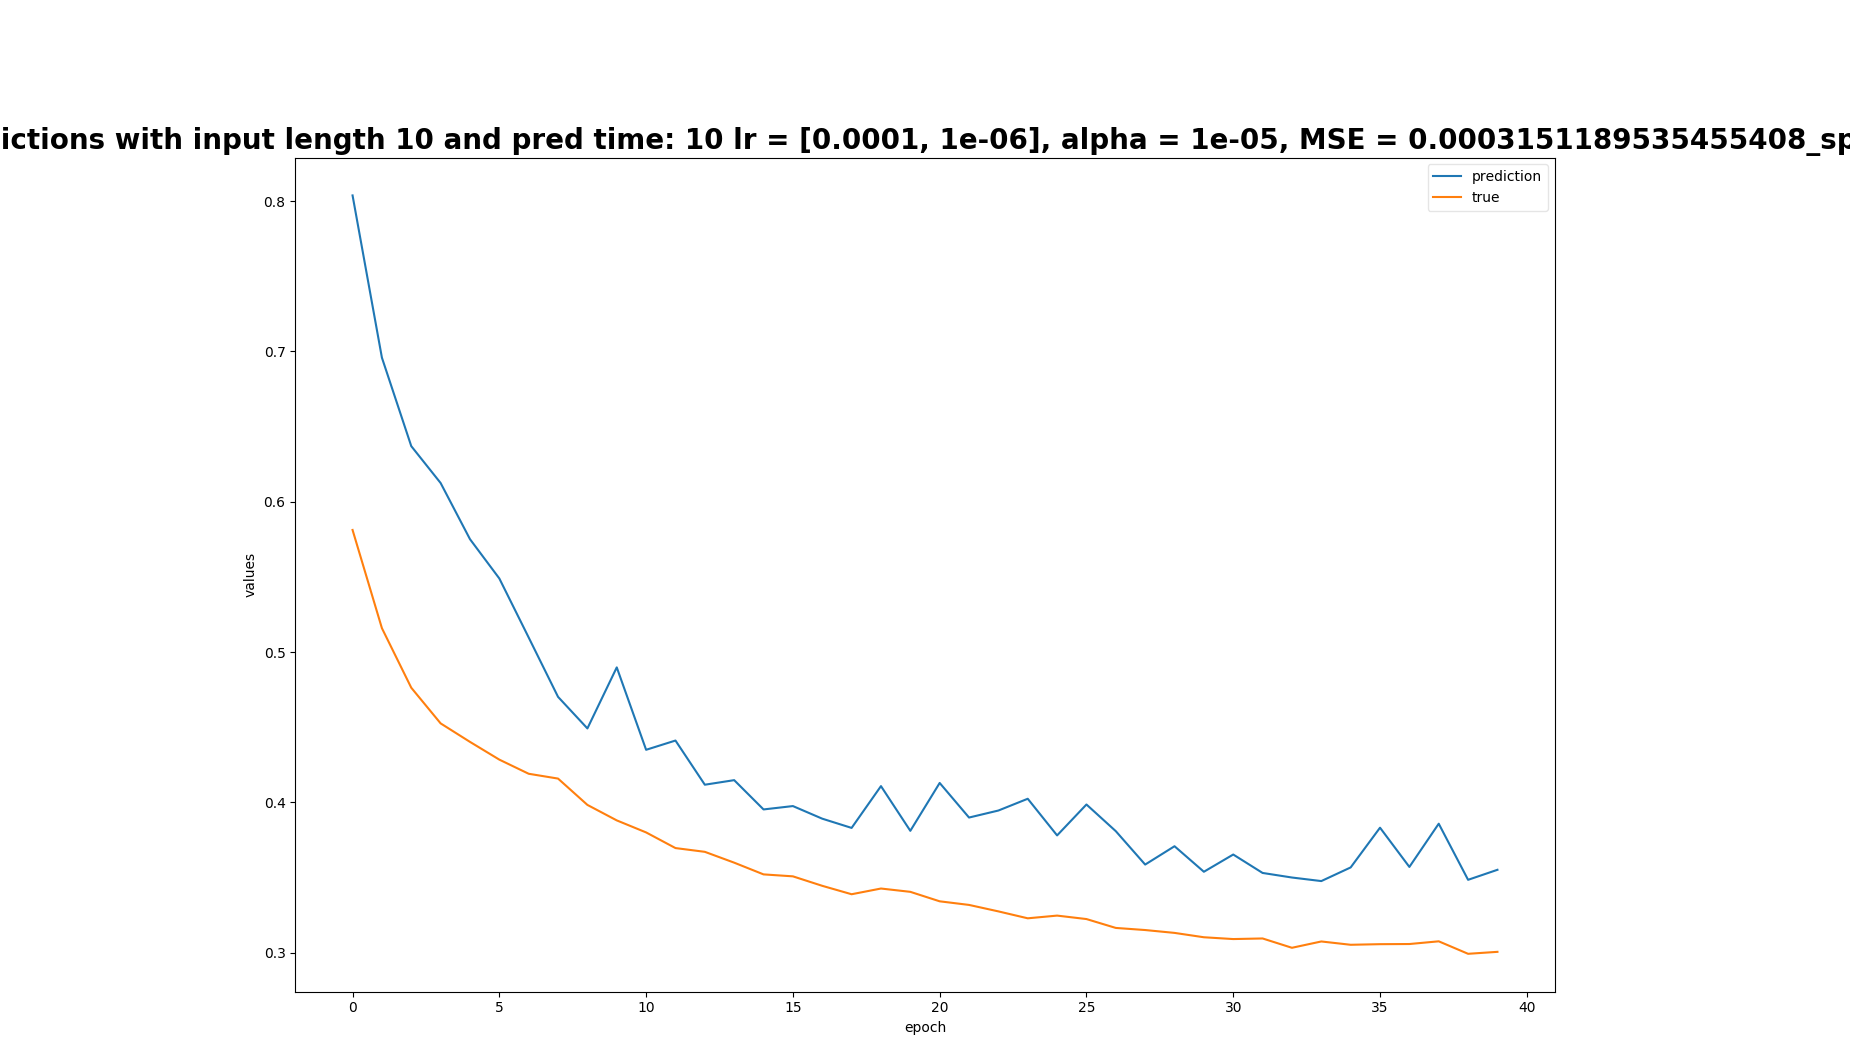 ictions with input length 10 and pred time: 10 lr = [0.0001, 1e-06], alpha = 1e-05, MSE = 0.0003151189535455408_sp
prediction
true
0.8
0.7
0.6
0.5
0.4
0.3
values
0 5 10 15 20 25 30 35 40
epoch